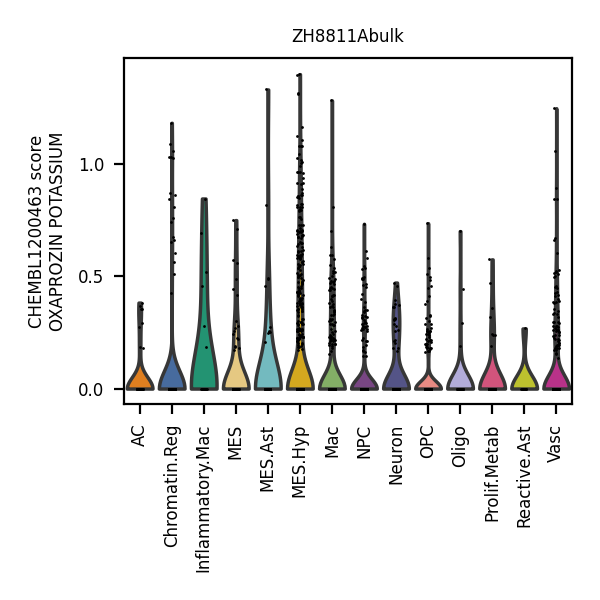 ZH8811Abulk
CHEMBL1200463 score
OXAPROZIN POTASSIUM
1.0
0.5
0.0
AC
Chromatin.Reg
Inflammatory.Mac
MES
MES.Ast
MES.Hyp
Mac
NPC
Neuron
OPC
Oligo
Prolif.Metab
Reactive.Ast
Vasc